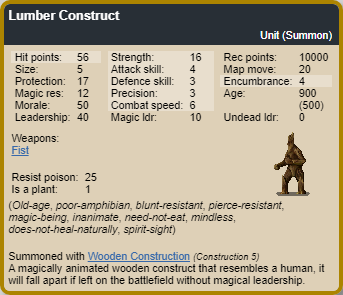 Lumber Construct
Unit (Summon)
Hit points: 56 Strength: 16 Rec points: 10000
Size: 5 Attack skill: 4 Map move: 20
Protection: 17 Defence skill: 3 Encumbrance: 4
Magic res: 12 Precision: 3 Age: 900
Morale: 50 Combat speed: 6 (500)
Leadership: 40 Magic ldr: 10 Undead ldr: 0
Weapons:
Fist
Resist poison: 25
Is a plant: 1
(Old-age, poor-amphibian, blunt-resistant, pierce-resistant,
magic-being, inanimate, need-not-eat, mindless,
does-not-heal-naturally, spirit-sight)
Summoned with Wooden Construction (Construction 5)
A magically animated wooden construct that resembles a human, it
will fall apart if left on the battlefield without magical leadership.